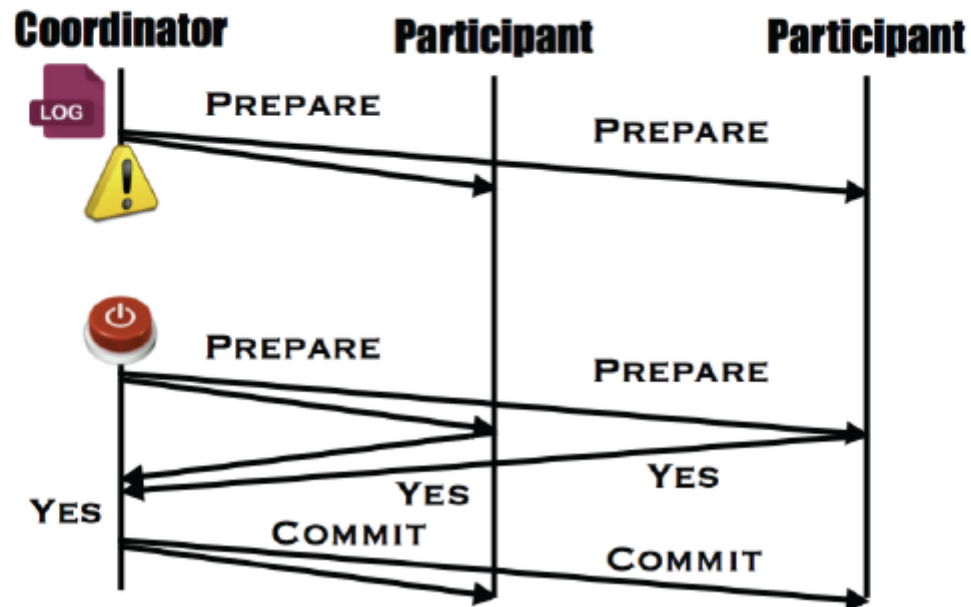 Coordinator Participant Participant
LOG
PREPARE
PREPARE
PREPARE
PREPARE
YES
YES
YES
COMMIT
COMMIT